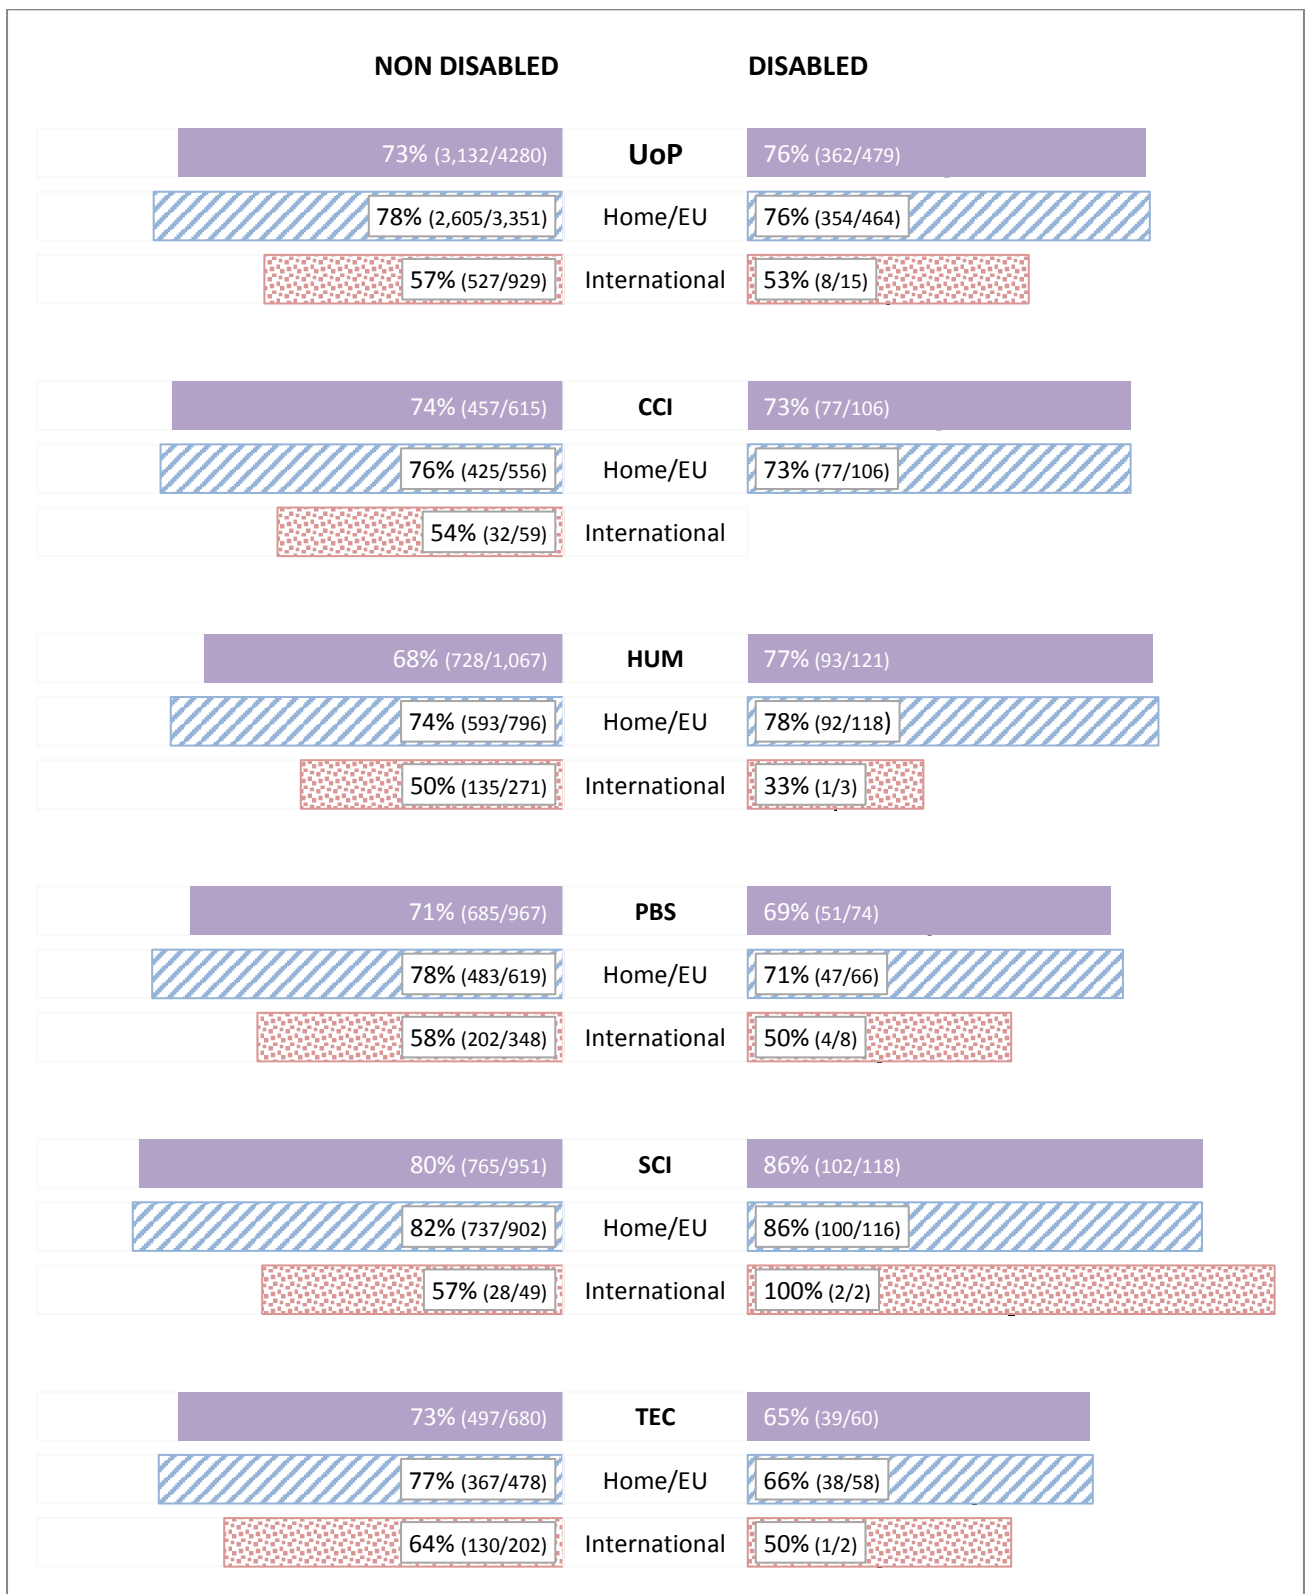 NON DISABLED DISABLED
73% (3,132/4280) UoP 76% (362/479)
78% (2,605/3,351) Home/EU 76% (354/464)
57% (527/929) International 53% (8/15)
74% (457/615) CCI 73% (77/106)
76% (425/556) Home/EU 73% (77/106)
54% (32/59) International
68% (728/1,067) HUM 77% (93/121)
74% (593/796) Home/EU 78% (92/118)
50% (135/271) International 33% (1/3)
71% (685/967) PBS 69% (51/74)
78% (483/619) Home/EU 71% (47/66)
58% (202/348) International 50% (4/8)
80% (765/951) SCI 86% (102/118)
82% (737/902) Home/EU 86% (100/116)
57% (28/49) International 100% (2/2)
73% (497/680) TEC 65% (39/60)
77% (367/478) Home/EU 66% (38/58)
64% (130/202) International 50% (1/2)